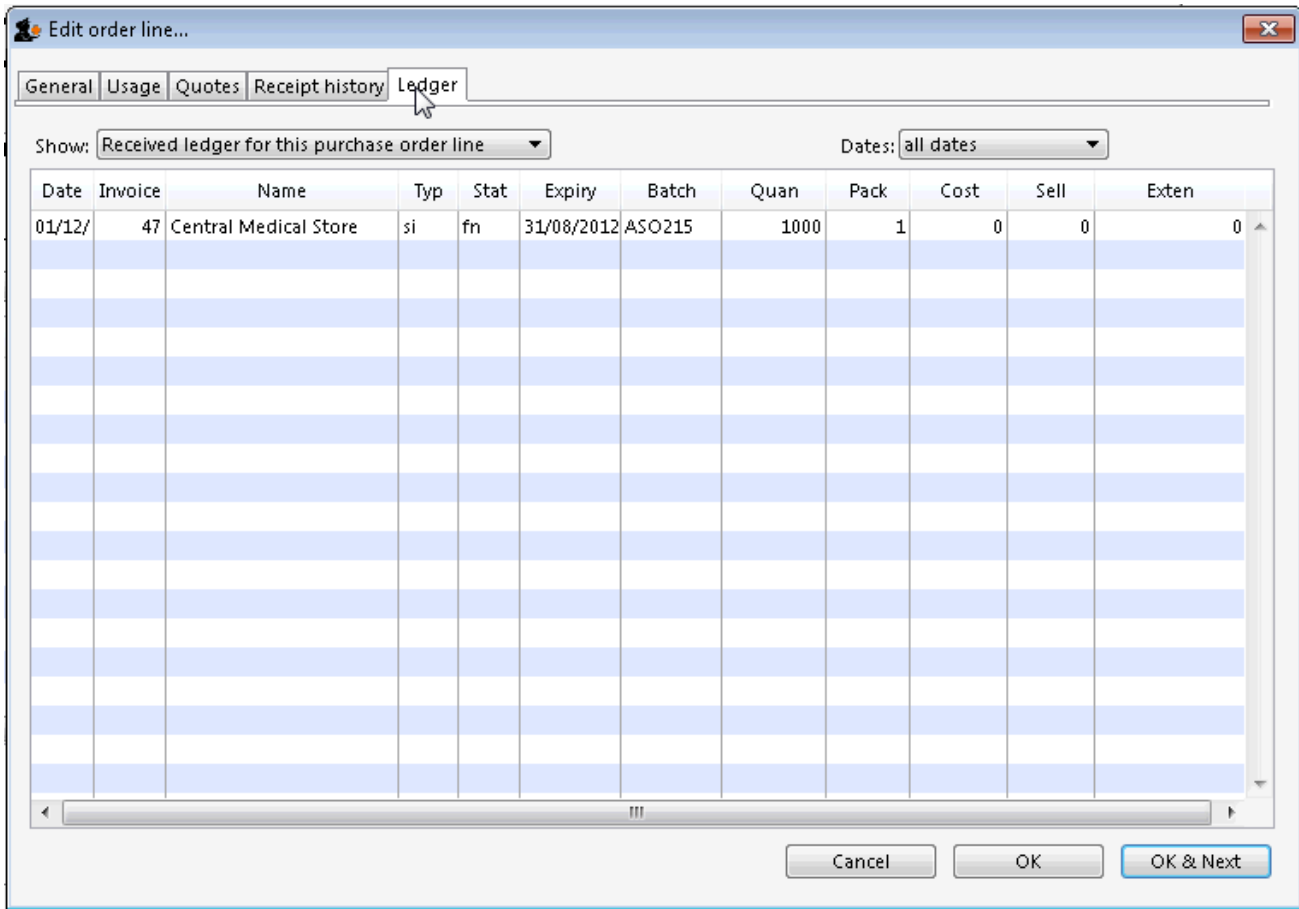 Edit order line...
General Usage Quotes Receipt history Ledger
Show: Received ledger for this purchase order line Dates: all dates
Date Invoice Name Typ Stat Expiry Batch Quan Pack Cost Sell Exten
01/12/ 47 Central Medical Store si fn 31/08/2012 ASO215 1000 1 0 0 0
Cancel OK OK & Next